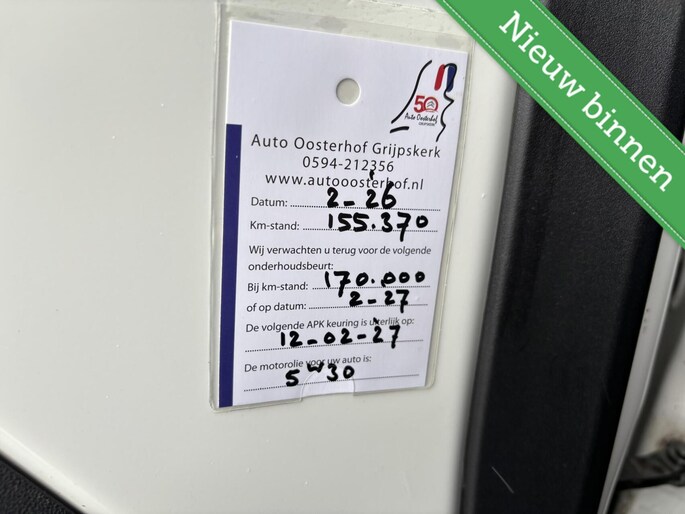 Nieuw binnen
50
Auto Oosterhof
Auto Oosterhof Grijpskerk
0594-212356
www.autooosterhof.nl
Datum: 2-26
Km-stand: 155.370
Wij verwachten u terug voor de volgende
onderhoudsbeurt:
Bij km-stand: 170.000
of op datum: 2-27
De volgende APK keuring is uiterlijk op:
12-02-27
De motorolie voor uw auto is:
5w30